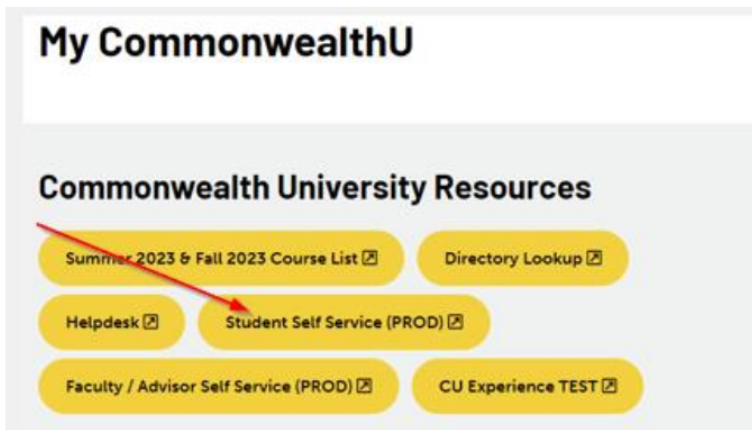 My CommonwealthU
Commonwealth University Resources
Summer 2023 & Fall 2023 Course List
Directory Lookup
Helpdesk
Student Self Service (PROD)
Faculty / Advisor Self Service (PROD)
CU Experience TEST